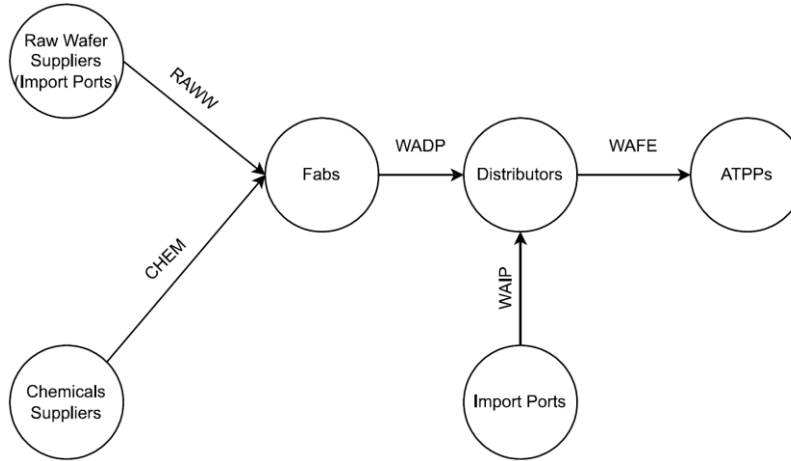 Raw Wafer
Suppliers
(Import Ports)
RAWW
Fabs
WADP
Distributors
WAFE
ATPPs
CHEM
WAIP
Chemicals
Suppliers
Import Ports